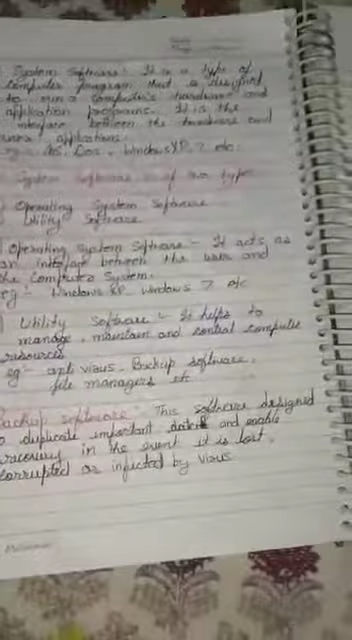 System Software:- It is a type of
computer program that is designed
to run a computer's hardware and
application programs. It is the
interface between the hardware and
user applications.
eg - Ms. Dos, Windows XP, 7 etc.
System software is of two types
Operating System Software
Utility Software
Operating System Software - It acts as
an interface between the user and
the Computer System.
eg - Windows XP, Windows 7 etc
Utility Software - It helps to
manage, maintain and control computer
resources.
eg - anti virus, Backup software,
file managers etc
Backup software - This software designed
to duplicate important data and enable
recovery in the event it is lost,
corrupted or infected by virus